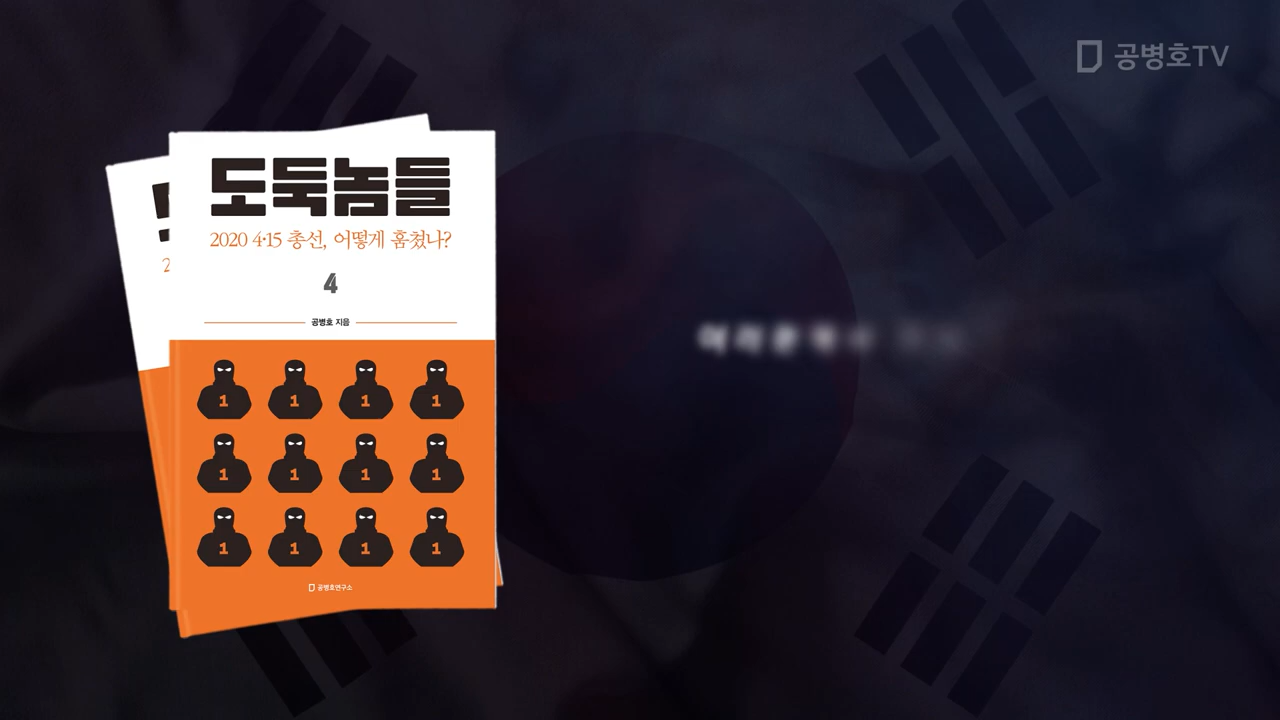 공병호TV
도둑놈들
2020 4·15 총선, 어떻게 훔쳤나?
2
4
공병호 지음
1 1 1 1
1 1 1 1
1 1 1 1
공병호연구소